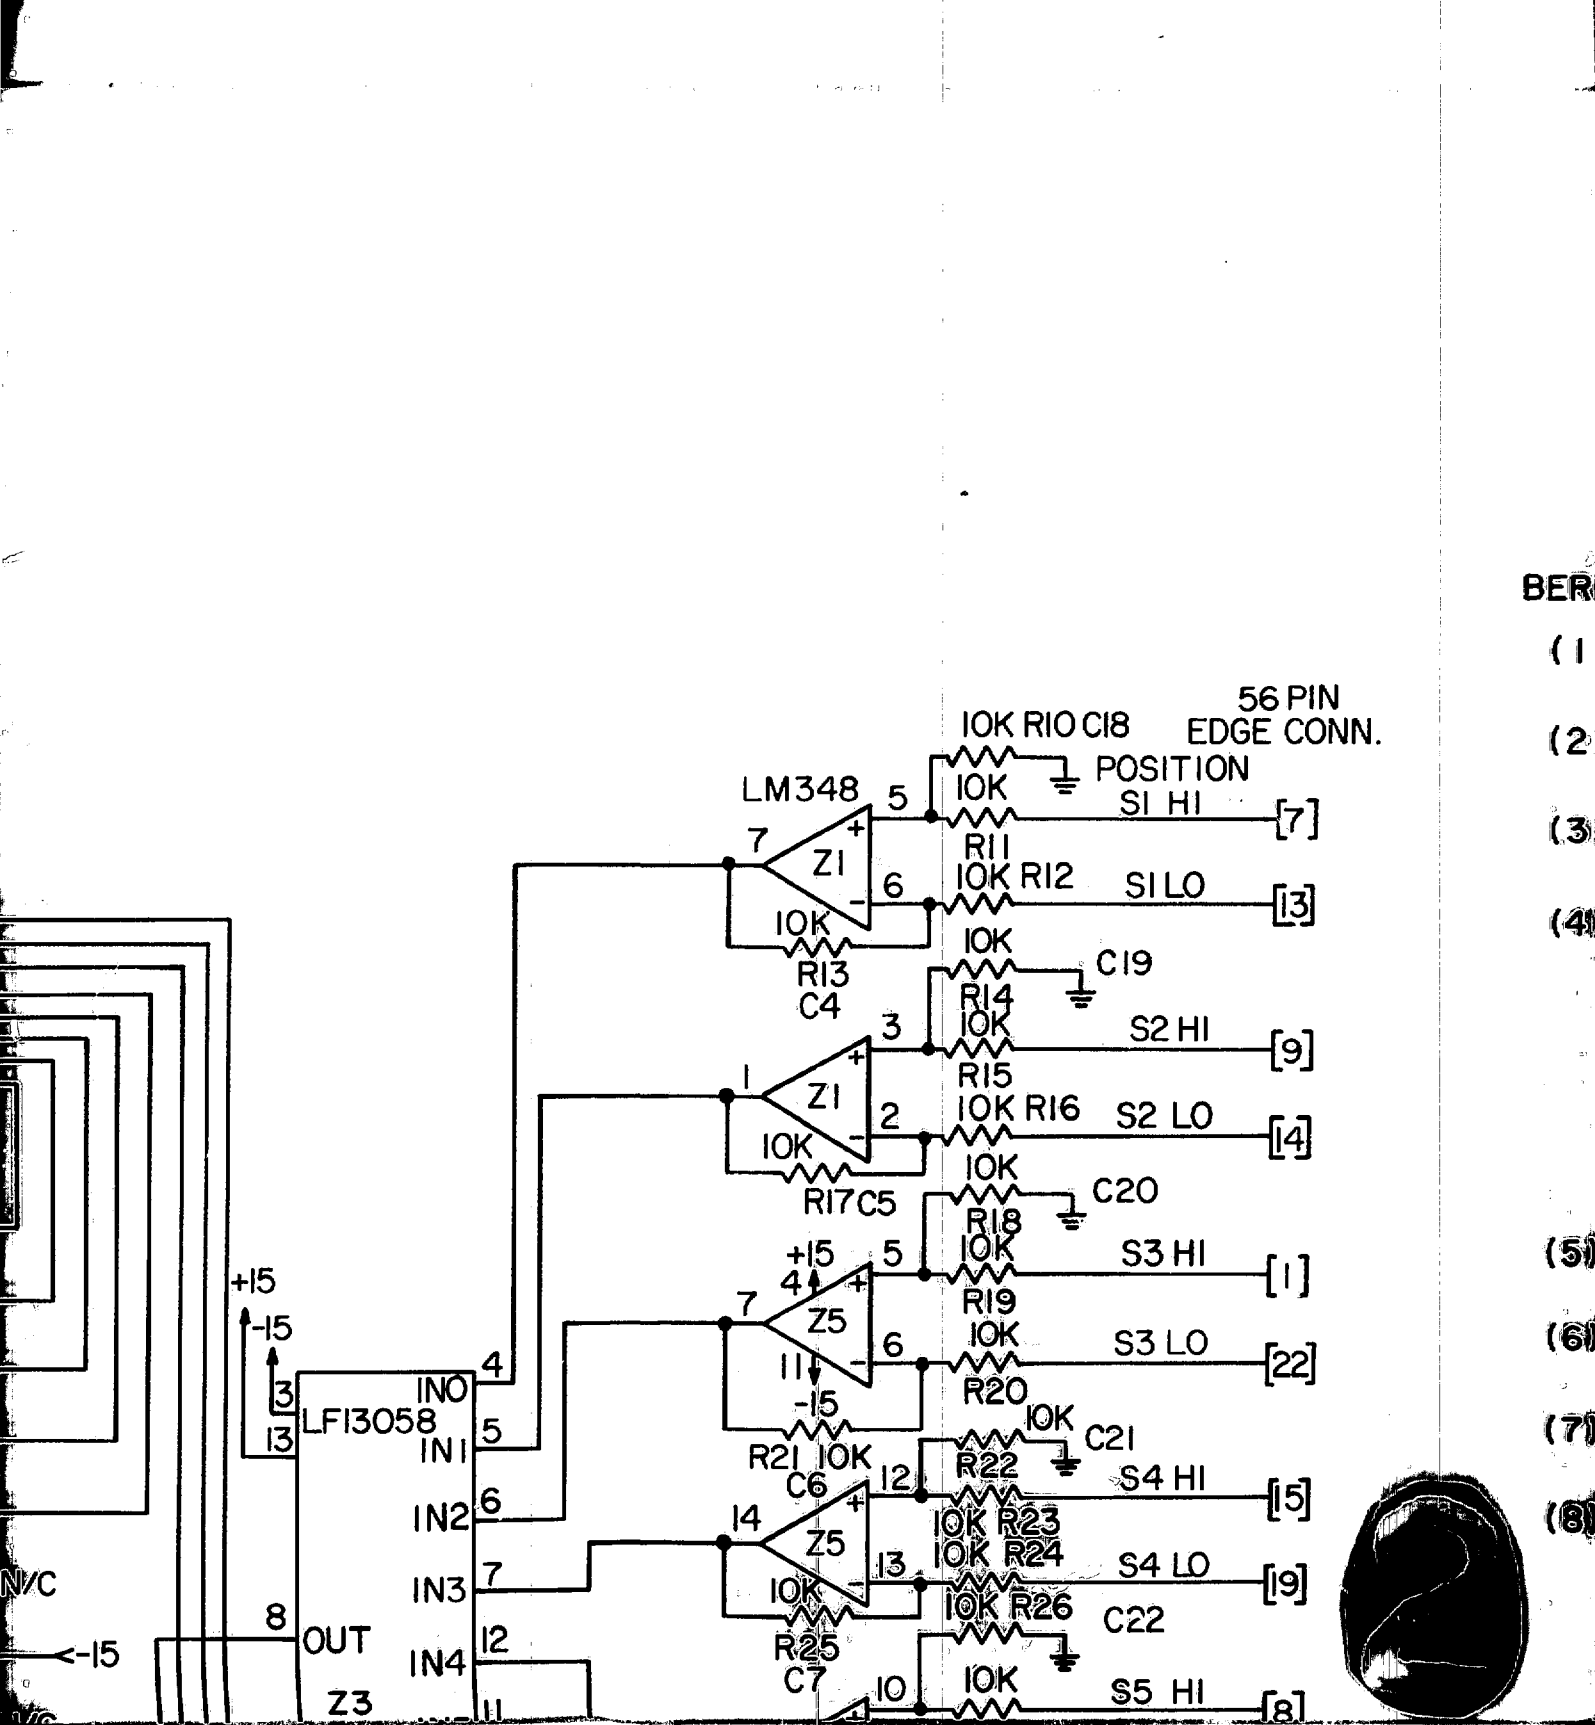 BER
(1
56 PIN
10K R10 C18 EDGE CONN.
(2
POSITION
LM348 5 10K S1 HI [7]
7 + (3
Z1 R11
6 10K R12 S1 LO [13]
-
10K (4)
R13 10K C19
C4 R14
3 10K S2 HI [9]
+
1 Z1 R15
2 10K R16 S2 LO [14]
-
10K 10K
R17 C5 C20
R18
+15 5 10K S3 HI [1] (5)
4 +
+15 7 Z5 R19
-15 6 10K S3 LO [22] (6)
11 -
4 IN0 -15 R20
3 LF13058 10K C21 (7)
13 5 IN1 R21 10K R22
C6 12 S4 HI [15]
+
6 IN2 14 Z5 10K R23 (8)
10K R24
13 S4 LO [19]
N/C 7 IN3 10K -
10K R26 C22
8 OUT R25
-15 12 IN4 C7
10 10K S5 HI [8]
Z3 11 +
2